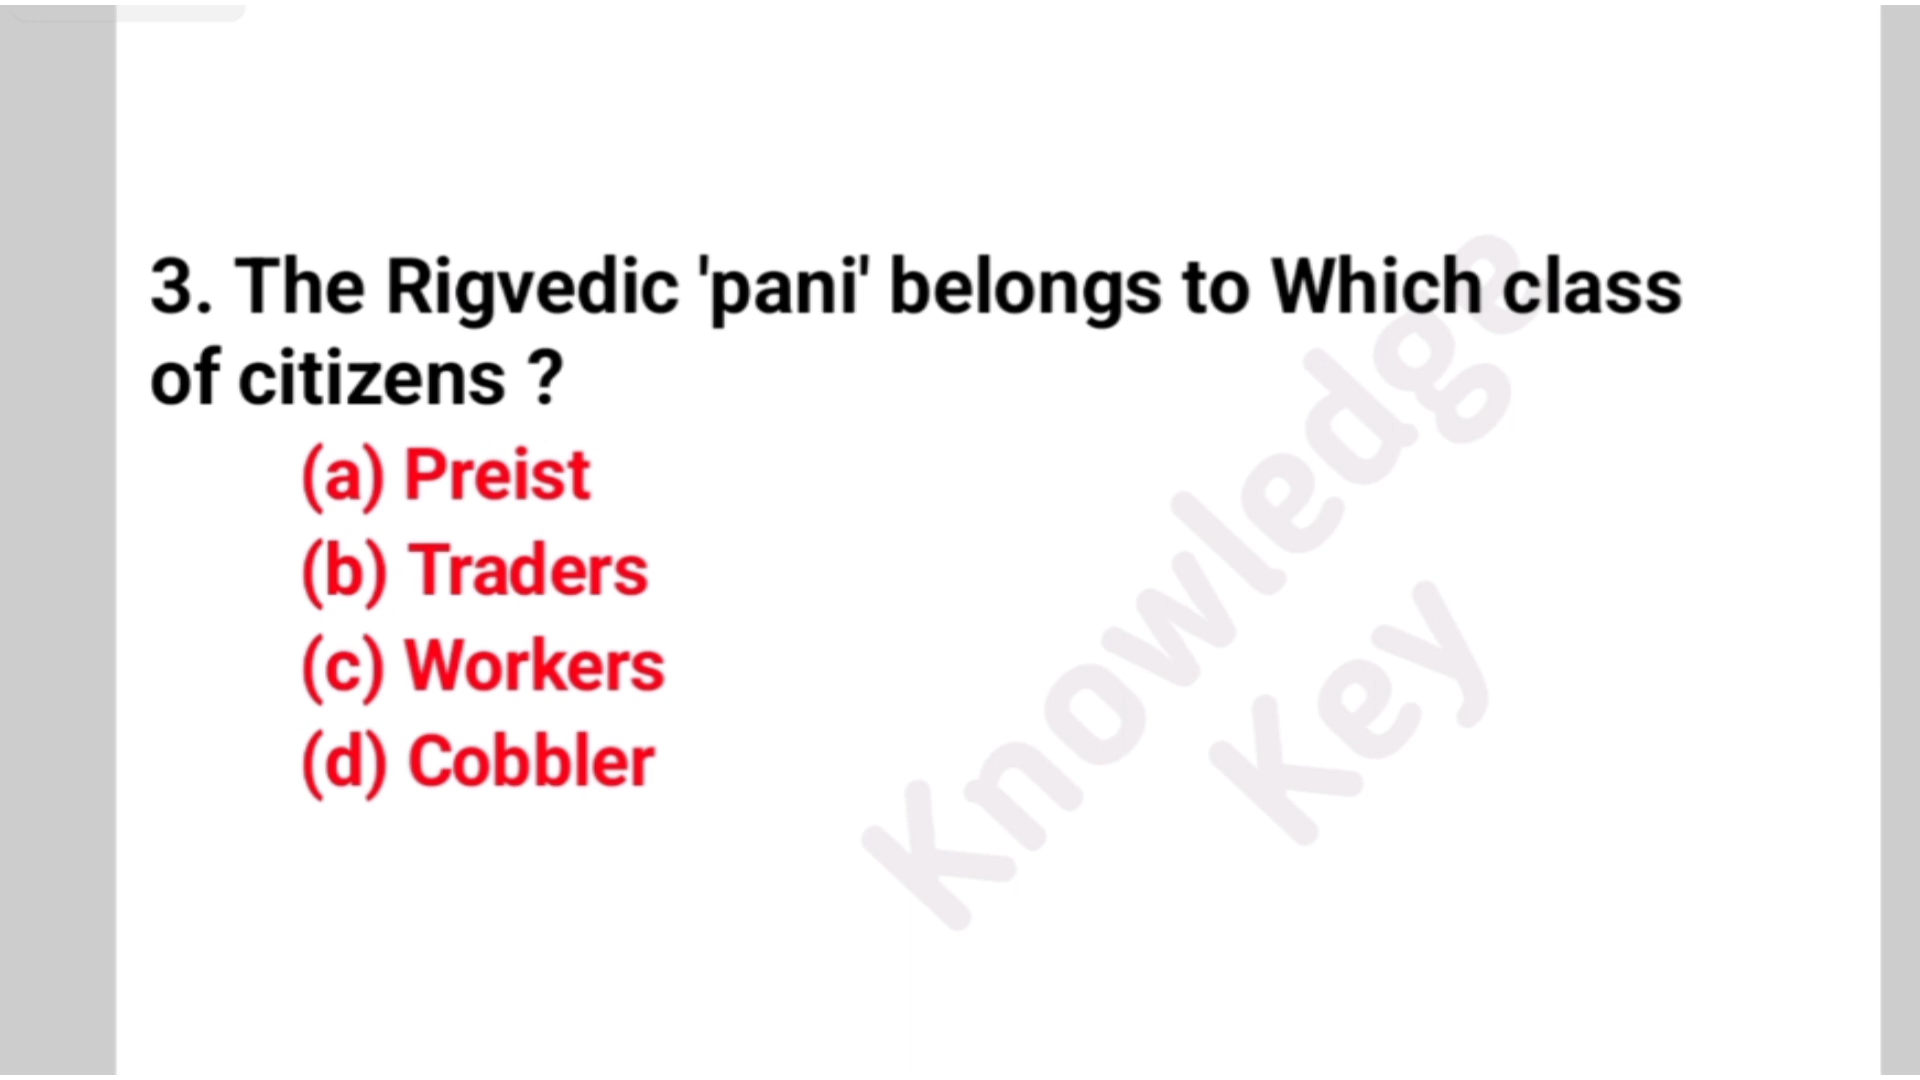 3. The Rigvedic 'pani' belongs to Which class
of citizens ?
(a) Preist
(b) Traders
(c) Workers
(d) Cobbler
Knowledge
Key